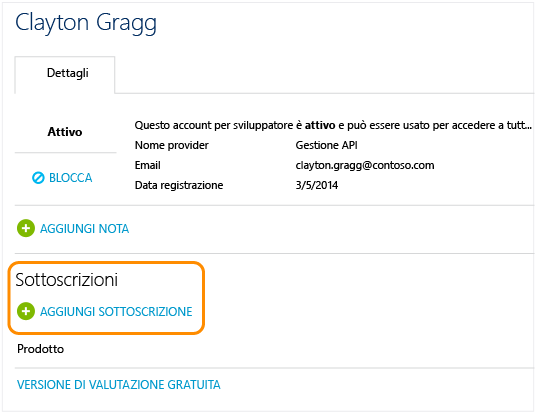 Clayton Gragg
Dettagli
Attivo
Questo account per sviluppatore è attivo e può essere usato per accedere a tutt...
Nome provider Gestione API
Email clayton.gragg@contoso.com
Data registrazione 3/5/2014
BLOCCA
AGGIUNGI NOTA
Sottoscrizioni
AGGIUNGI SOTTOSCRIZIONE
Prodotto
VERSIONE DI VALUTAZIONE GRATUITA